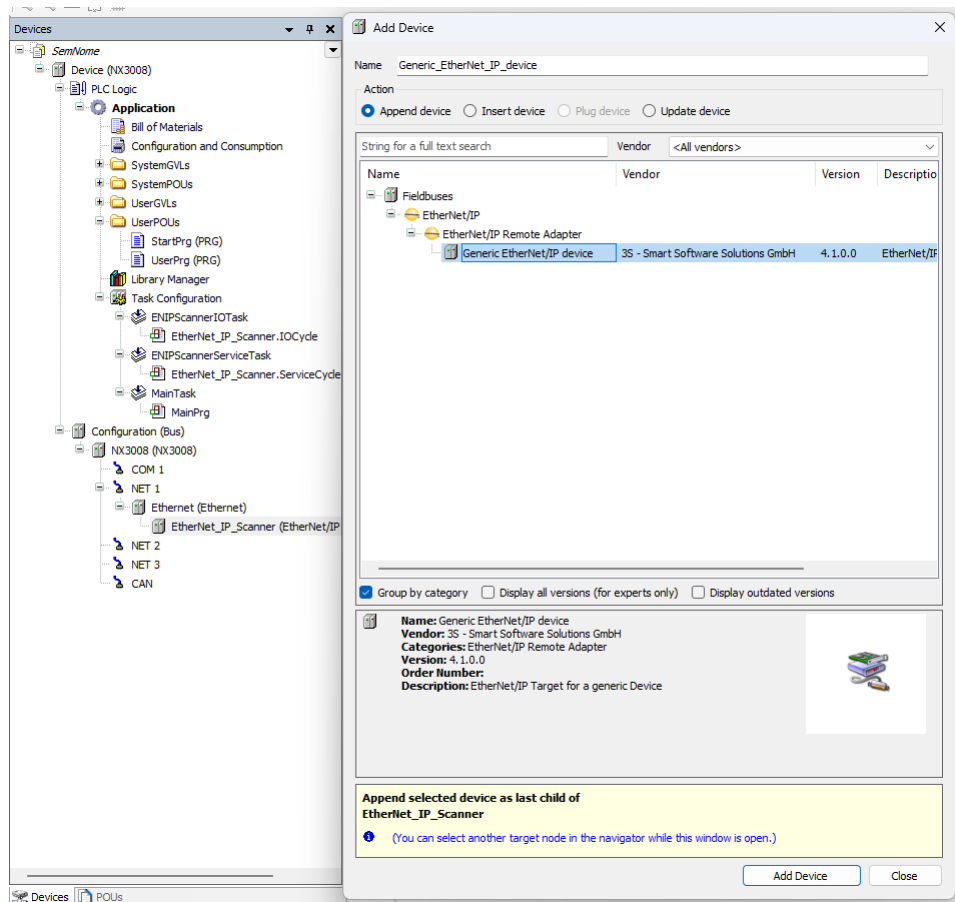 Devices
SemNome
Device (NX3008)
PLC Logic
Application
Bill of Materials
Configuration and Consumption
SystemGVLs
SystemPOUs
UserGVLs
UserPOUs
StartPrg (PRG)
UserPrg (PRG)
Library Manager
Task Configuration
ENIPScannerIOTask
EtherNet_IP_Scanner.IOCycle
ENIPScannerServiceTask
EtherNet_IP_Scanner.ServiceCycle
MainTask
MainPrg
Configuration (Bus)
NX3008 (NX3008)
COM 1
NET 1
Ethernet (Ethernet)
EtherNet_IP_Scanner (EtherNet/IP
NET 2
NET 3
CAN
Devices POUs
Add Device
Name Generic_EtherNet_IP_device
Action
Append device Insert device Plug device Update device
String for a full text search Vendor <All vendors>
Name Vendor Version Descriptio
Fieldbuses
EtherNet/IP
EtherNet/IP Remote Adapter
Generic EtherNet/IP device 3S - Smart Software Solutions GmbH 4.1.0.0 EtherNet/IP
Group by category Display all versions (for experts only) Display outdated versions
Name: Generic EtherNet/IP device
Vendor: 3S - Smart Software Solutions GmbH
Categories: EtherNet/IP Remote Adapter
Version: 4.1.0.0
Order Number:
Description: EtherNet/IP Target for a generic Device
Append selected device as last child of
EtherNet_IP_Scanner
(You can select another target node in the navigator while this window is open.)
Add Device Close